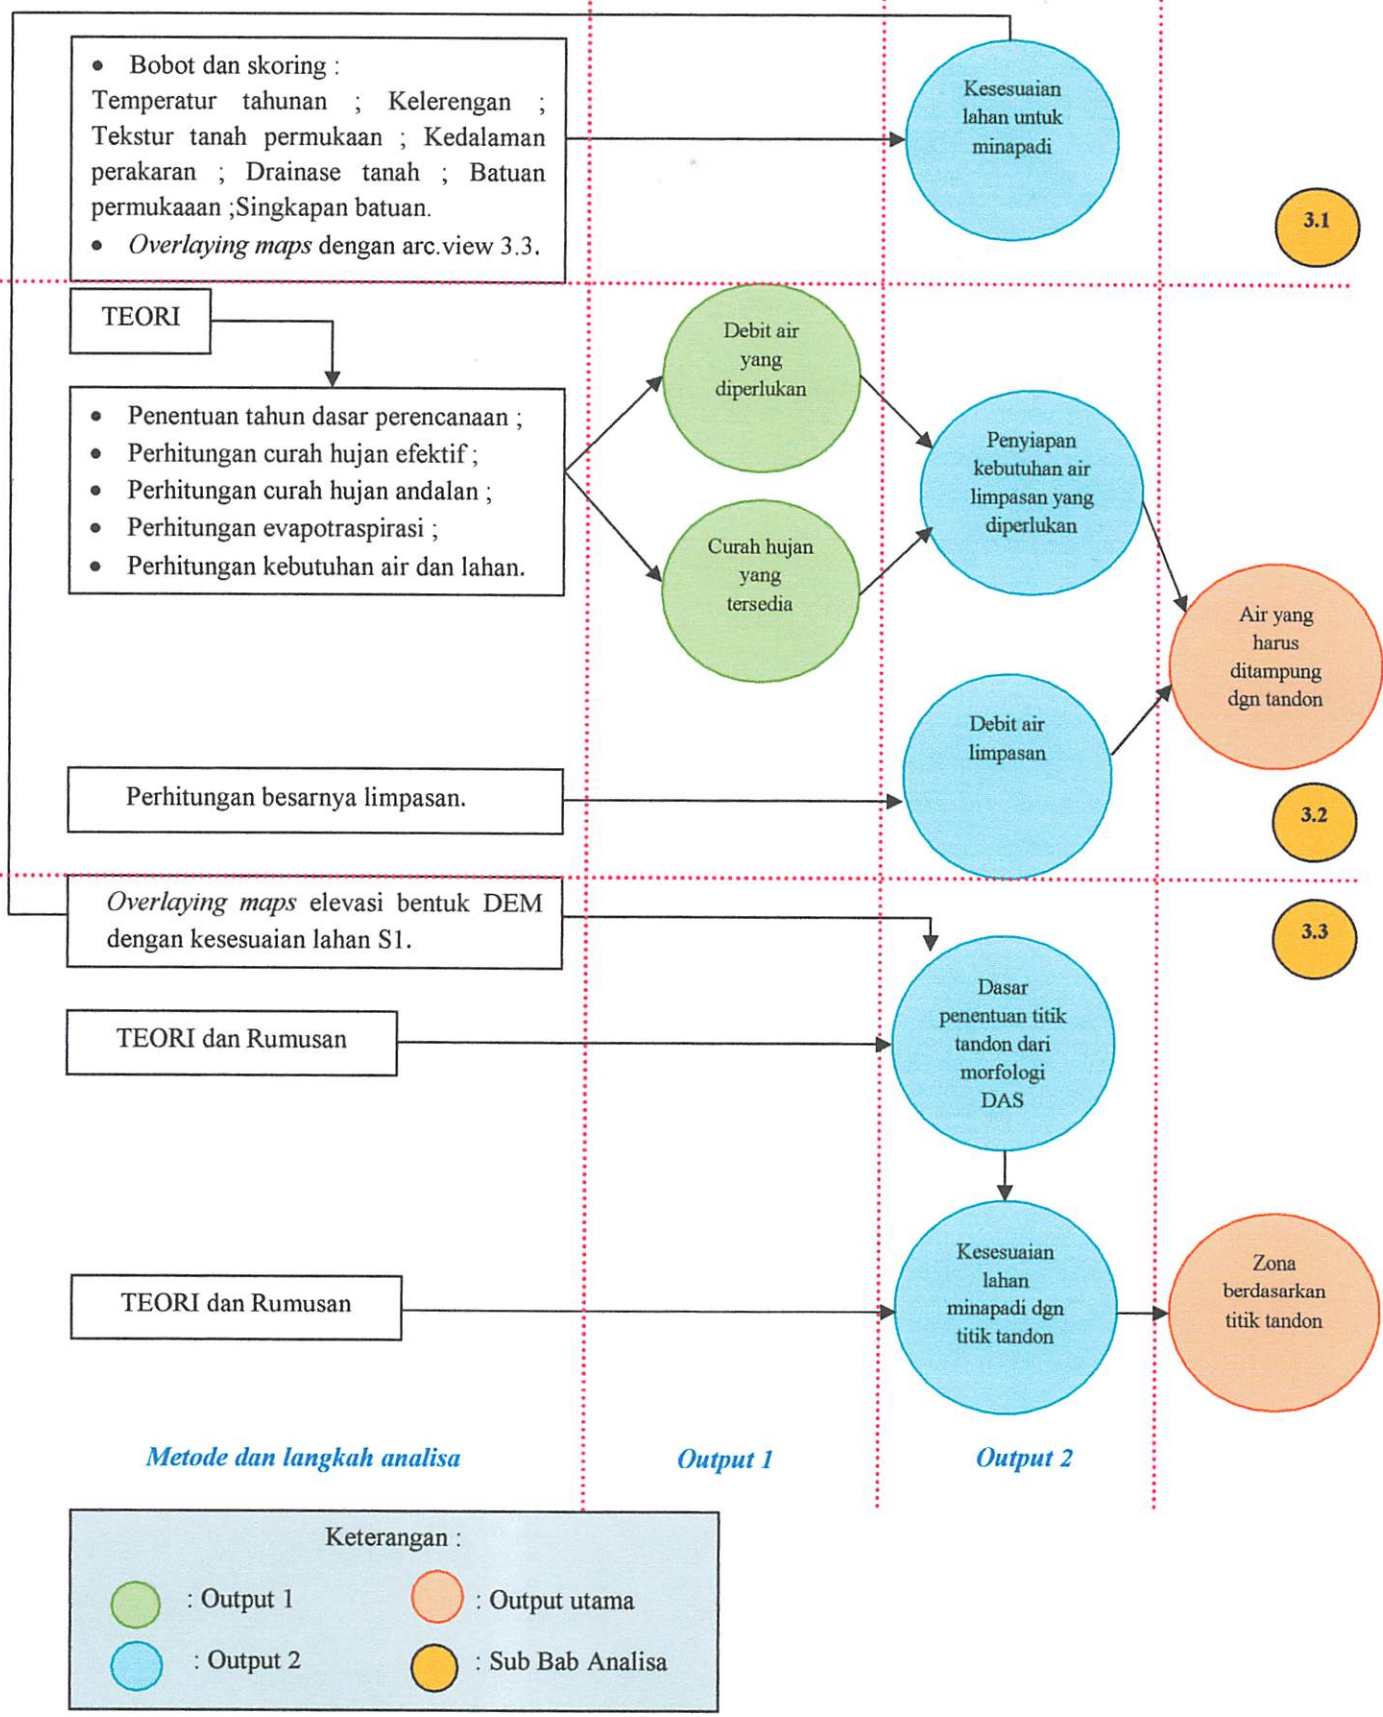 • Bobot dan skoring :
Temperatur tahunan ; Kelerengan ;
Tekstur tanah permukaan ; Kedalaman
perakaran ; Drainase tanah ; Batuan
permukaaan ;Singkapan batuan.
• Overlaying maps dengan arc.view 3.3.
Kesesuaian
lahan untuk
minapadi
3.1
TEORI
• Penentuan tahun dasar perencanaan ;
• Perhitungan curah hujan efektif ;
• Perhitungan curah hujan andalan ;
• Perhitungan evapotraspirasi ;
• Perhitungan kebutuhan air dan lahan.
Debit air
yang
diperlukan
Curah hujan
yang
tersedia
Penyiapan
kebutuhan air
limpasan yang
diperlukan
Air yang
harus
ditampung
dgn tandon
Debit air
limpasan
Perhitungan besarnya limpasan.
3.2
Overlaying maps elevasi bentuk DEM
dengan kesesuaian lahan S1.
3.3
TEORI dan Rumusan
Dasar
penentuan titik
tandon dari
morfologi
DAS
TEORI dan Rumusan
Kesesuaian
lahan
minapadi dgn
titik tandon
Zona
berdasarkan
titik tandon
Metode dan langkah analisa
Output 1
Output 2
Keterangan :
: Output 1
: Output utama
: Output 2
: Sub Bab Analisa